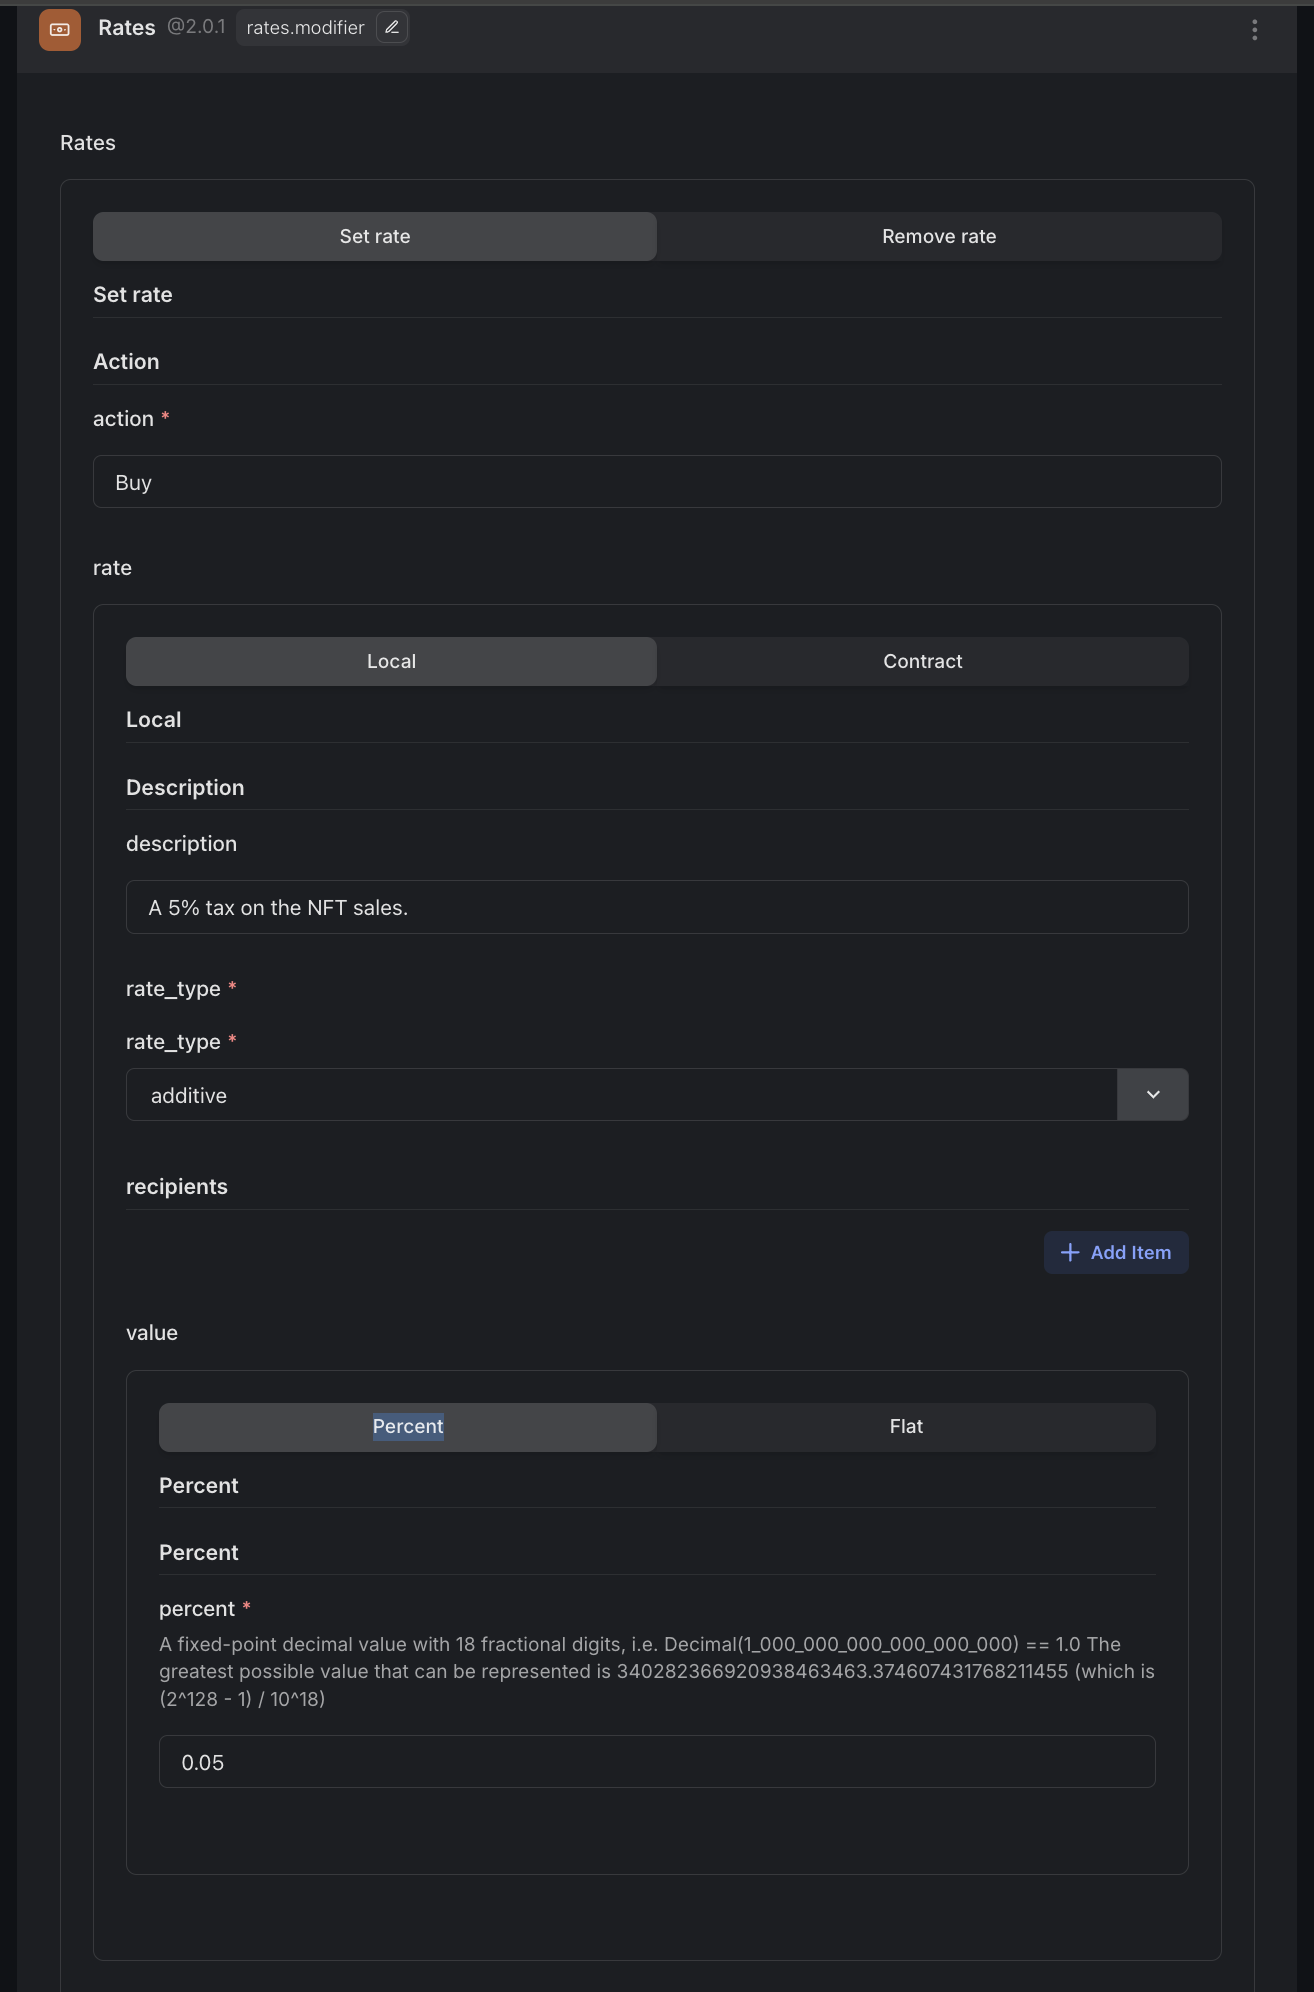 Rates @2.0.1 rates.modifier
Rates
Set rate Remove rate
Set rate
Action
action *
Buy
rate
Local Contract
Local
Description
description
A 5% tax on the NFT sales.
rate_type *
rate_type *
additive
recipients
Add Item
value
Percent Flat
Percent
Percent
percent *
A fixed-point decimal value with 18 fractional digits, i.e. Decimal(1_000_000_000_000_000_000) == 1.0 The
greatest possible value that can be represented is 340282366920938463463.374607431768211455 (which is
(2^128 - 1) / 10^18)
0.05